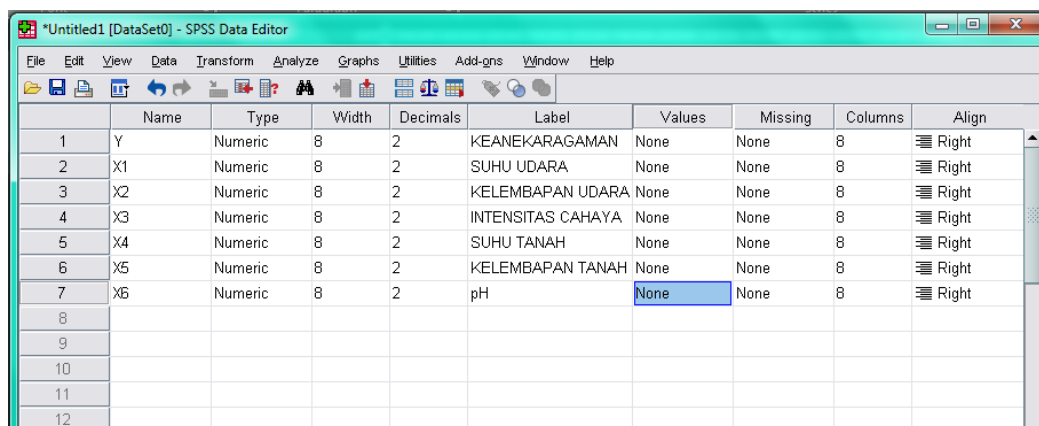 *Untitled1 [DataSet0] - SPSS Data Editor
File Edit View Data Transform Analyze Graphs Utilities Add-ons Window Help
Name Type Width Decimals Label Values Missing Columns Align
1 Y Numeric 8 2 KEANEKARAGAMAN None None 8 Right
2 X1 Numeric 8 2 SUHU UDARA None None 8 Right
3 X2 Numeric 8 2 KELEMBAPAN UDARA None None 8 Right
4 X3 Numeric 8 2 INTENSITAS CAHAYA None None 8 Right
5 X4 Numeric 8 2 SUHU TANAH None None 8 Right
6 X5 Numeric 8 2 KELEMBAPAN TANAH None None 8 Right
7 X6 Numeric 8 2 pH None None 8 Right
8
9
10
11
12